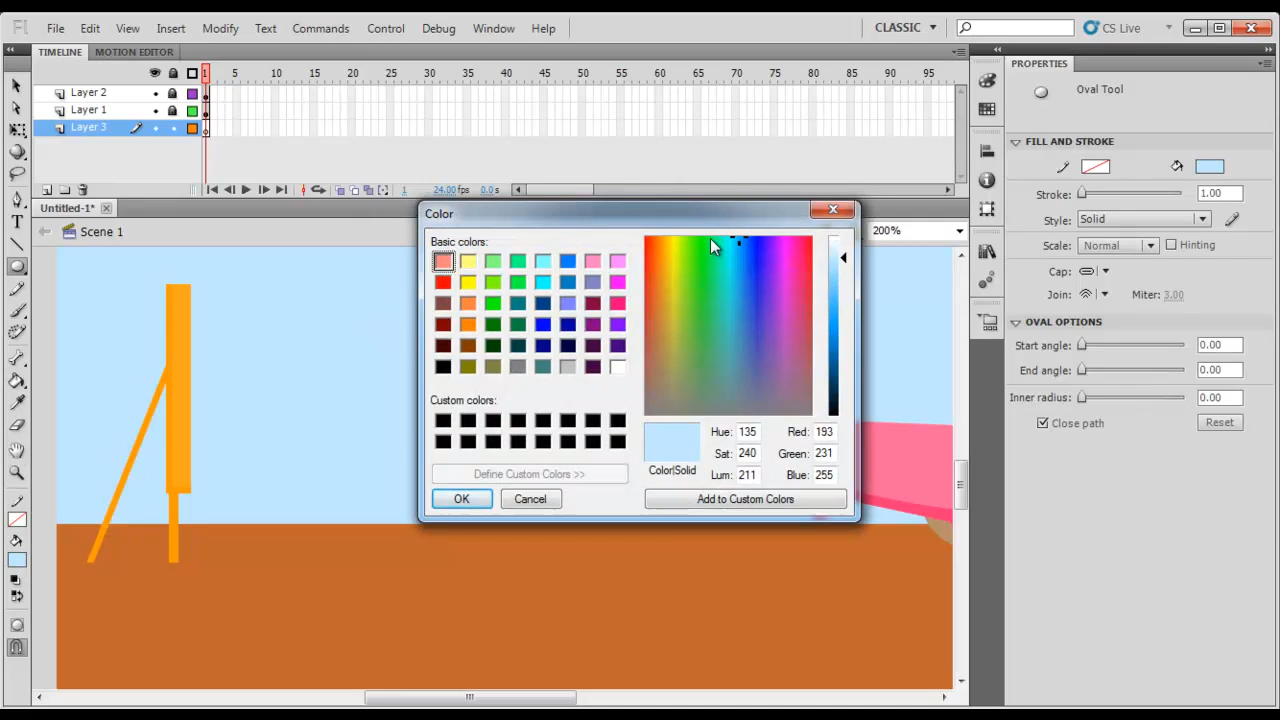 Fl File Edit View Insert Modify Text Commands Control Debug Window Help CLASSIC CS Live
TIMELINE MOTION EDITOR
1 5 10 15 20 25 30 35 40 45 50 55 60 65 70 75 80 85 90 95
Layer 2
Layer 1
Layer 3
1 24.00 fps 0.0 s
Untitled-1*
Scene 1
200%
Color
Basic colors:
Custom colors:
Define Custom Colors >>
OK Cancel
Color|Solid
Hue: 135 Red: 193
Sat: 240 Green: 231
Lum: 211 Blue: 255
Add to Custom Colors
PROPERTIES
Oval Tool
FILL AND STROKE
Stroke: 1.00
Style: Solid
Scale: Normal Hinting
Cap:
Join: Miter: 3.00
OVAL OPTIONS
Start angle: 0.00
End angle: 0.00
Inner radius: 0.00
Close path Reset